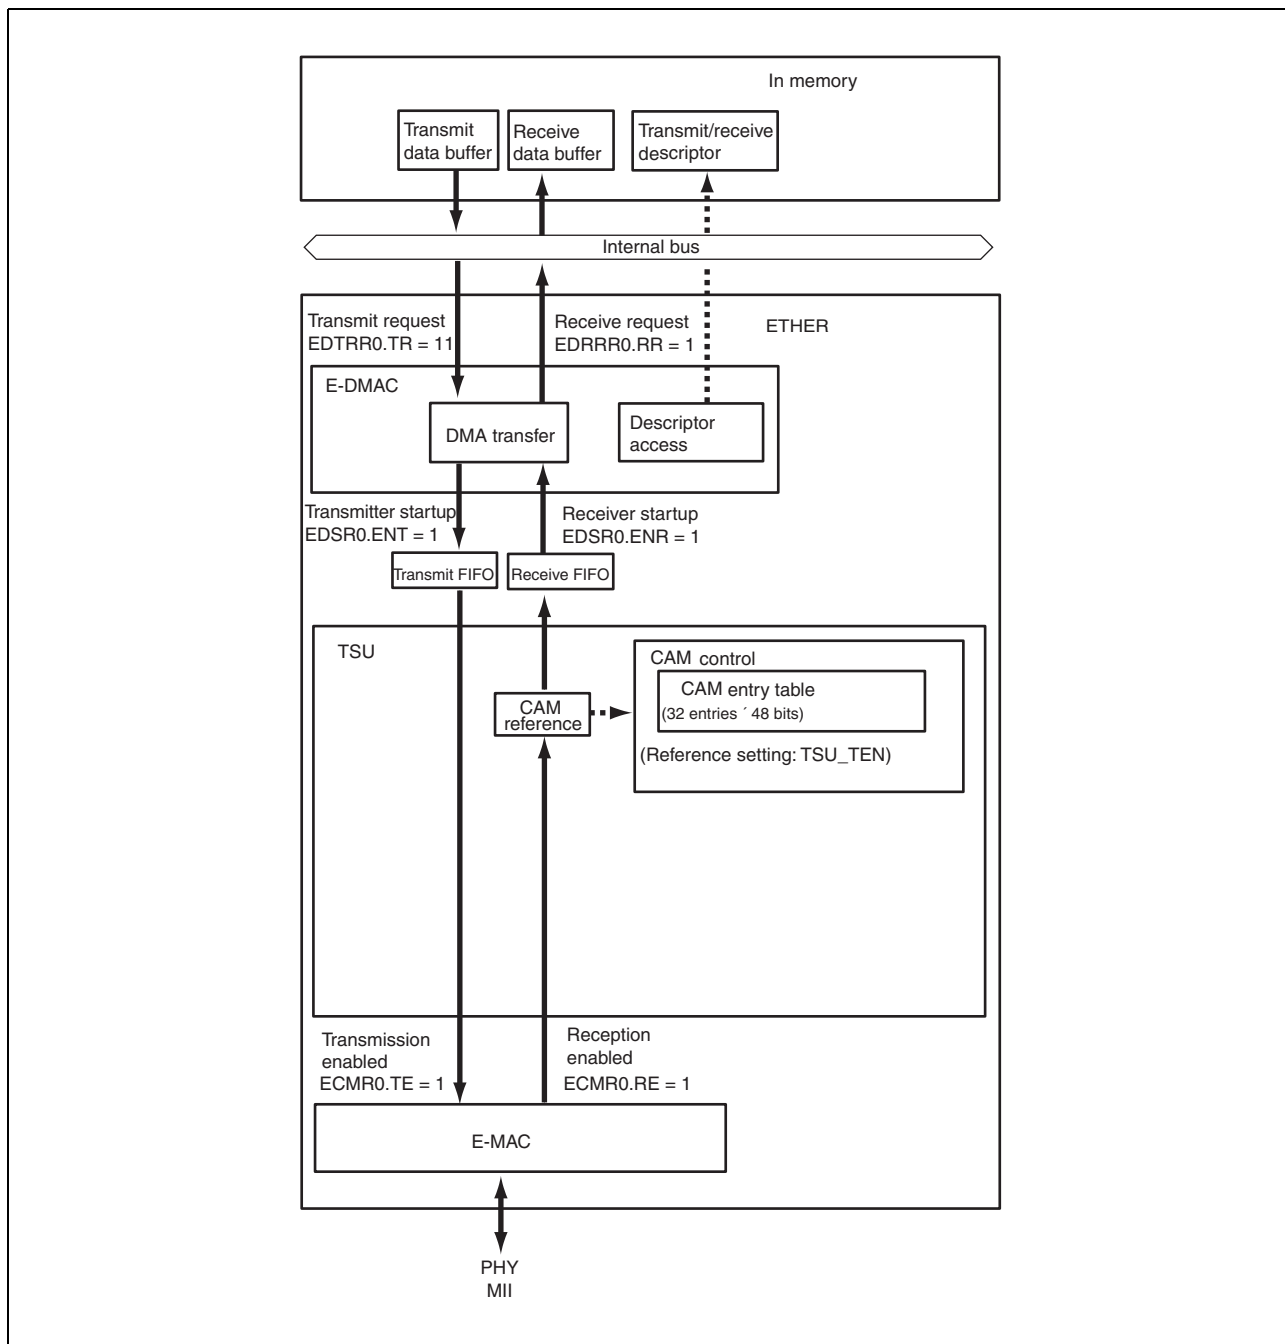 In memory
Transmit
data buffer
Receive
data buffer
Transmit/receive
descriptor
Internal bus
Transmit request
EDTRR0.TR = 11
Receive request
EDRRR0.RR = 1
ETHER
E-DMAC
DMA transfer
Descriptor
access
Transmitter startup
EDSR0.ENT = 1
Receiver startup
EDSR0.ENR = 1
Transmit FIFO
Receive FIFO
TSU
CAM control
CAM entry table
(32 entries ´ 48 bits)
CAM
reference
(Reference setting: TSU_TEN)
Transmission
enabled
ECMR0.TE = 1
Reception
enabled
ECMR0.RE = 1
E-MAC
PHY
MII